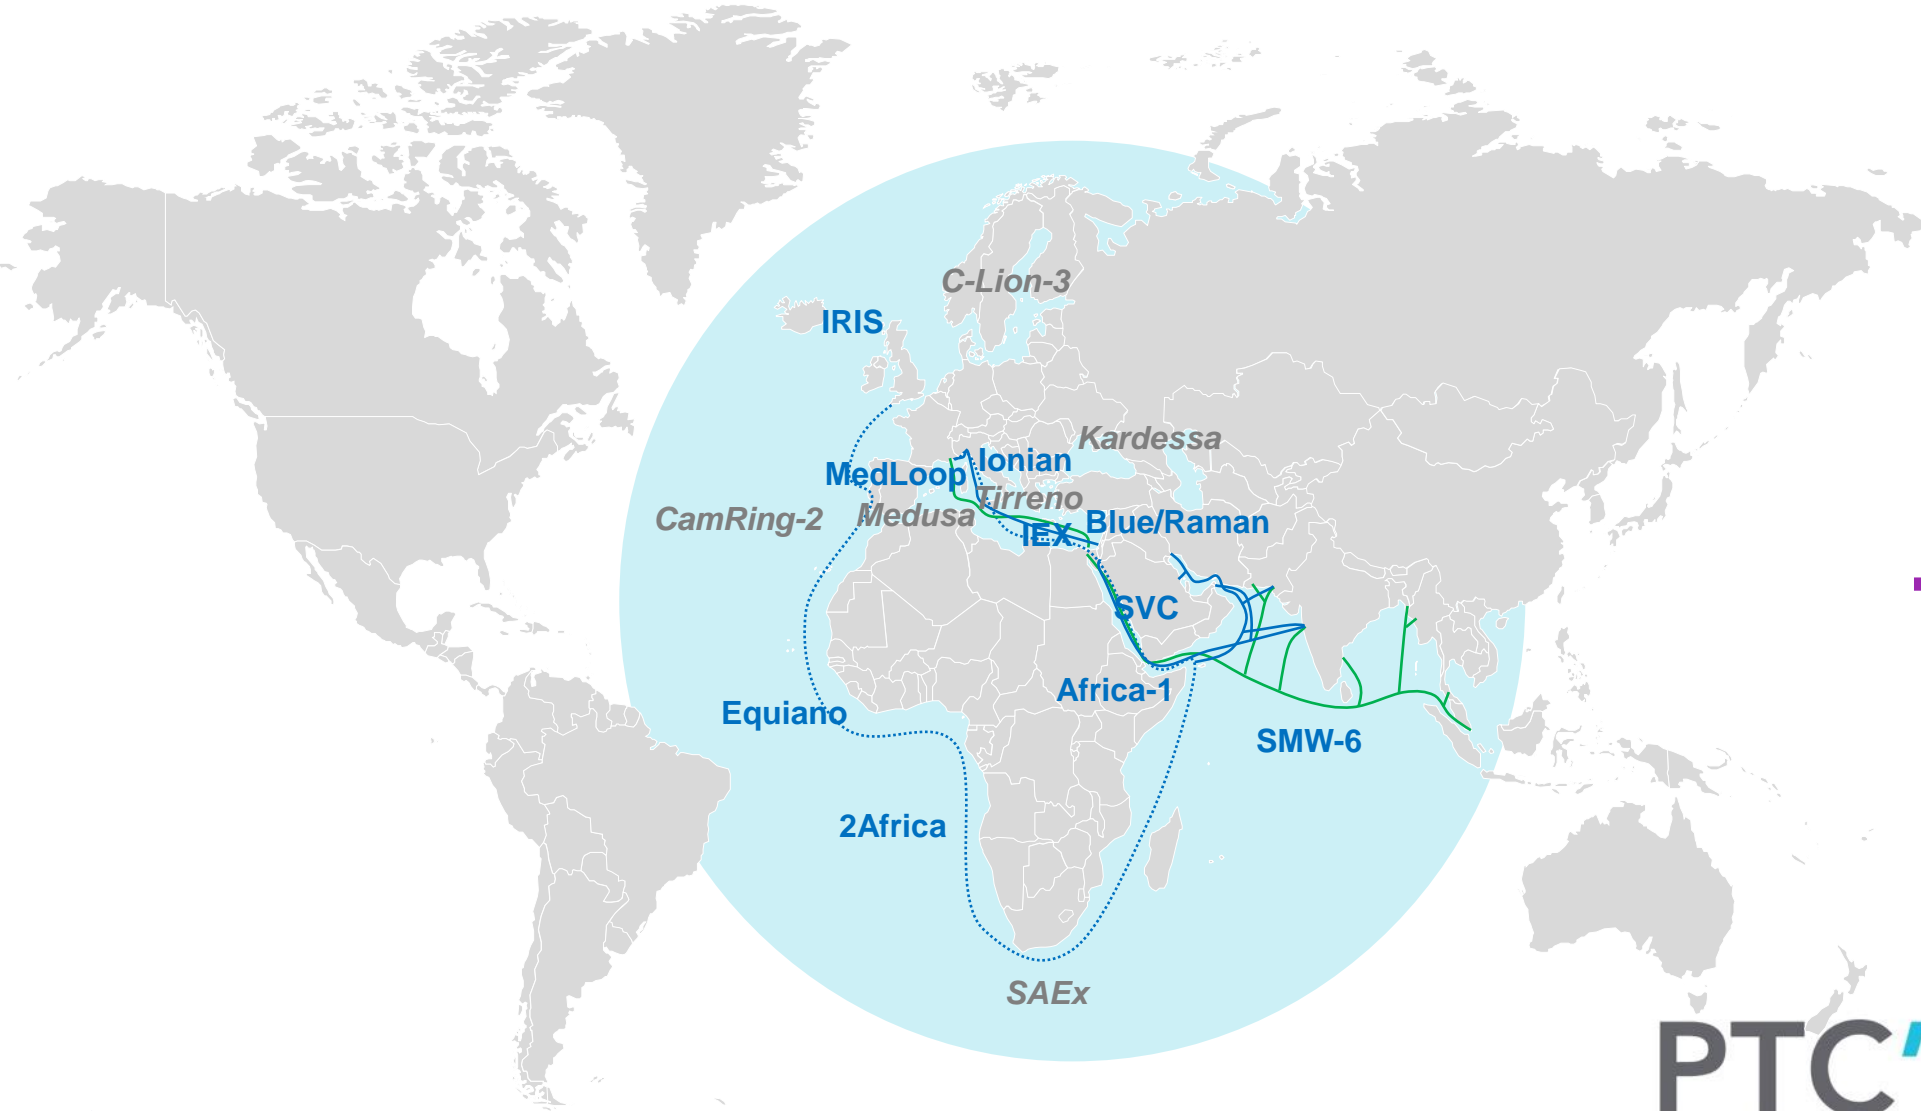 C-Lion-3
IRIS
Kardessa
Ionian
MedLoop
Tirreno
Medusa
CamRing-2
Blue/Raman
IEX
SVC
Africa-1
Equiano
SMW-6
2Africa
SAEx
PTC'